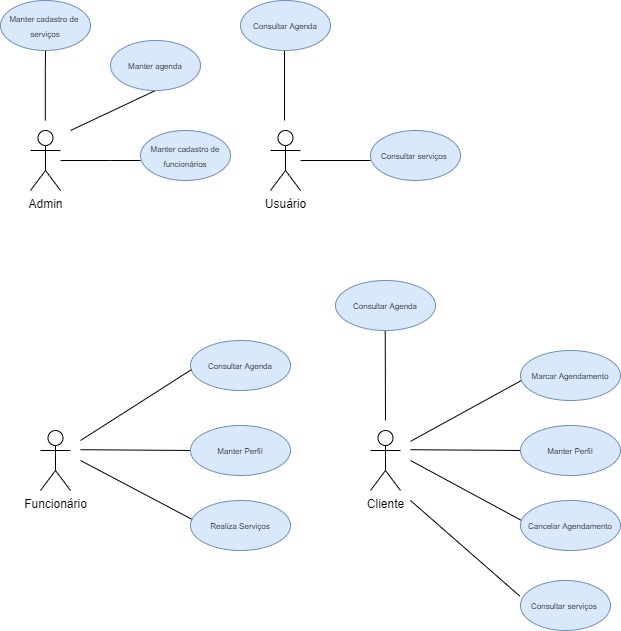 Manter cadastro de
serviços
Manter agenda
Manter cadastro de
funcionários
Admin
Consultar Agenda
Consultar serviços
Usuário
Consultar Agenda
Manter Perfil
Realiza Serviços
Funcionário
Consultar Agenda
Marcar Agendamento
Manter Perfil
Cancelar Agendamento
Consultar serviços
Cliente